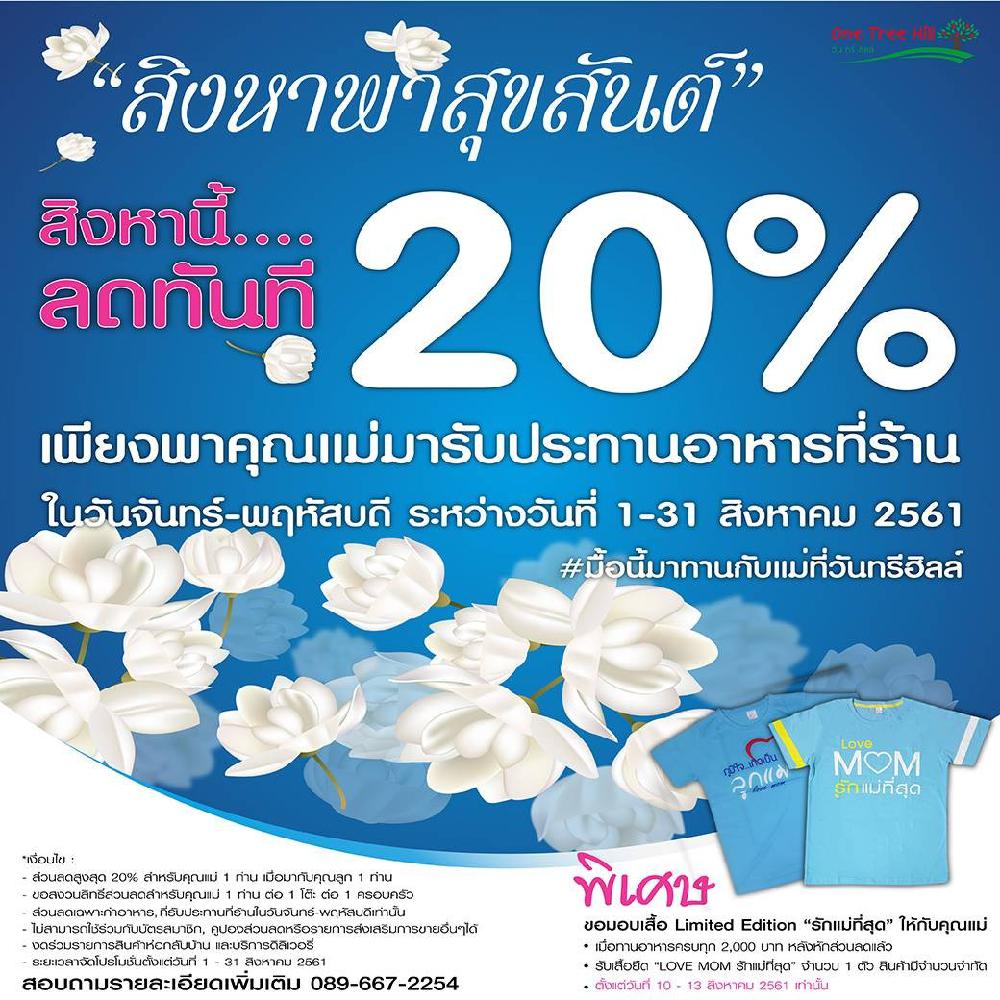 One Tree Hill
วัน ทรี ฮิลล์
“สิงหาพาสุขสันต์”
สิงหานี้....
ลดทันที
20%
เพียงพาคุณแม่มารับประทานอาหารที่ร้าน
ในวันจันทร์-พฤหัสบดี ระหว่างวันที่ 1-31 สิงหาคม 2561
#มื้อนี้มาทานกับแม่ที่วันทรีฮิลล์
ภูมิใจ..เกิดเป็น
ลูกแม่
love mom
Love
MOM
รักแม่ที่สุด
*เงื่อนไข :
- ส่วนลดสูงสุด 20% สำหรับคุณแม่ 1 ท่าน เมื่อมากับคุณลูก 1 ท่าน
- ขอสงวนสิทธิ์ส่วนลดสำหรับคุณแม่ 1 ท่าน ต่อ 1 โต๊ะ ต่อ 1 ครอบครัว
- ส่วนลดเฉพาะค่าอาหาร, ที่รับประทานที่ร้านในวันจันทร์-พฤหัสบดีเท่านั้น
- ไม่สามารถใช้ร่วมกับบัตรสมาชิก, คูปองส่วนลดหรือรายการส่งเสริมการขายอื่นๆได้
- งดร่วมรายการสินค้าห่อกลับบ้าน และบริการดิลิเวอรี่
- ระยะเวลาจัดโปรโมชั่นตั้งแต่วันที่ 1 - 31 สิงหาคม 2561
สอบถามรายละเอียดเพิ่มเติม 089-667-2254
พิเศษ
ขอมอบเสื้อ Limited Edition “รักแม่ที่สุด” ให้กับคุณแม่
• เมื่อทานอาหารครบทุก 2,000 บาท หลังหักส่วนลดแล้ว
• รับเสื้อยืด “LOVE MOM รักแม่ที่สุด” จำนวน 1 ตัว สินค้ามีจำนวนจำกัด
• ตั้งแต่วันที่ 10 - 13 สิงหาคม 2561 เท่านั้น